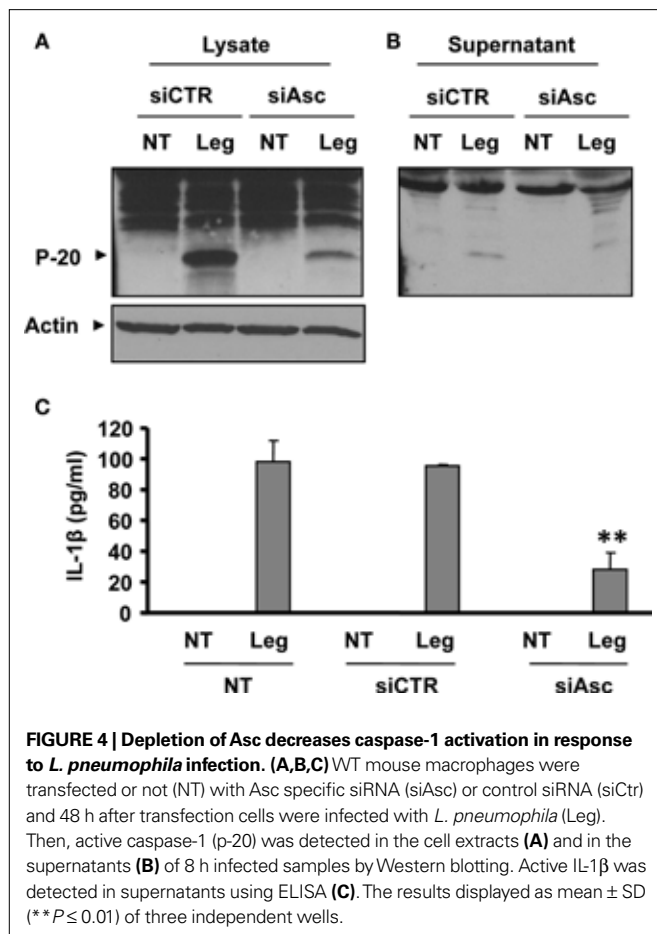 A
Lysate
siCTR siAsc
NT Leg NT Leg
P-20
Actin
B
Supernatant
siCTR siAsc
NT Leg NT Leg
C
IL-1β (pg/ml)
120
100
80
60
40
20
0
**
NT Leg NT Leg NT Leg
NT siCTR siAsc
FIGURE 4 | Depletion of Asc decreases caspase-1 activation in response
to L. pneumophila infection. (A,B,C) WT mouse macrophages were
transfected or not (NT) with Asc specific siRNA (siAsc) or control siRNA (siCtr)
and 48 h after transfection cells were infected with L. pneumophila (Leg).
Then, active caspase-1 (p-20) was detected in the cell extracts (A) and in the
supernatants (B) of 8 h infected samples by Western blotting. Active IL-1β was
detected in supernatants using ELISA (C). The results displayed as mean ± SD
(**P ≤ 0.01) of three independent wells.